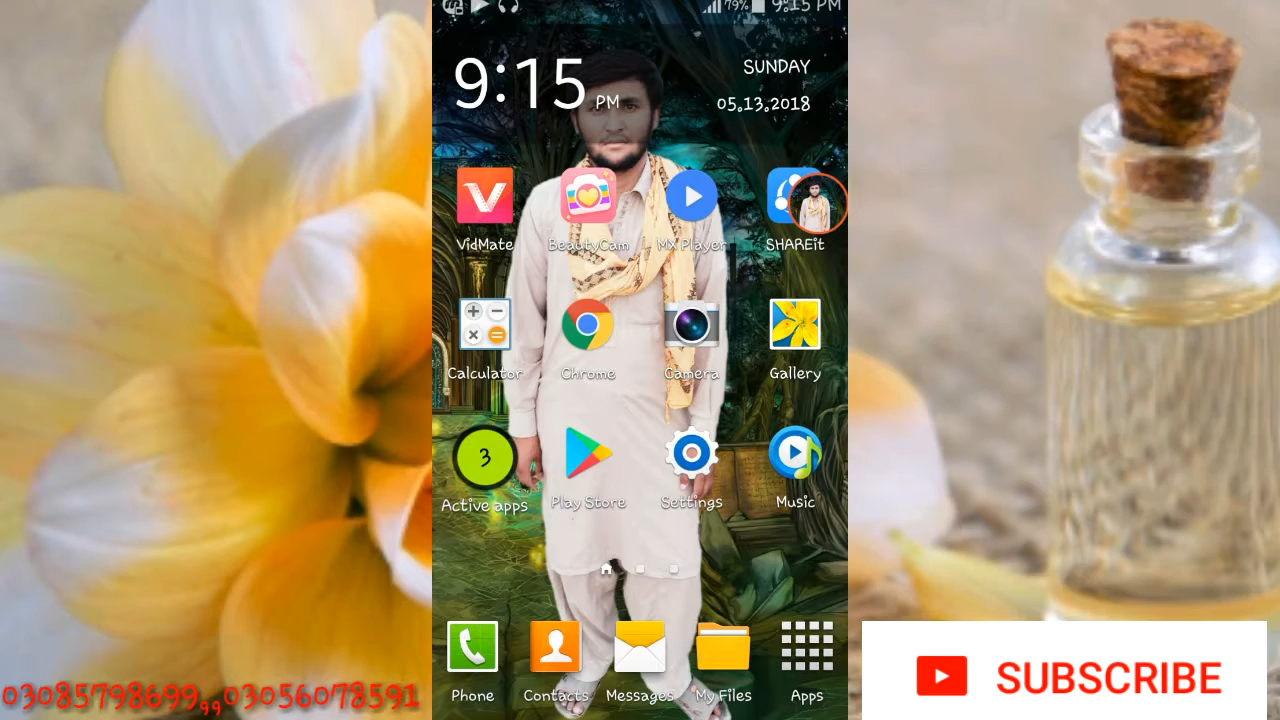 79% 9:15 PM
9:15 PM
SUNDAY
05.13.2018
VidMate BeautyCam MX Player SHAREit
Calculator Chrome Camera Gallery
3
Active apps Play Store Settings Music
Phone Contacts Messages My Files Apps
03085798699,,03056078591
SUBSCRIBE